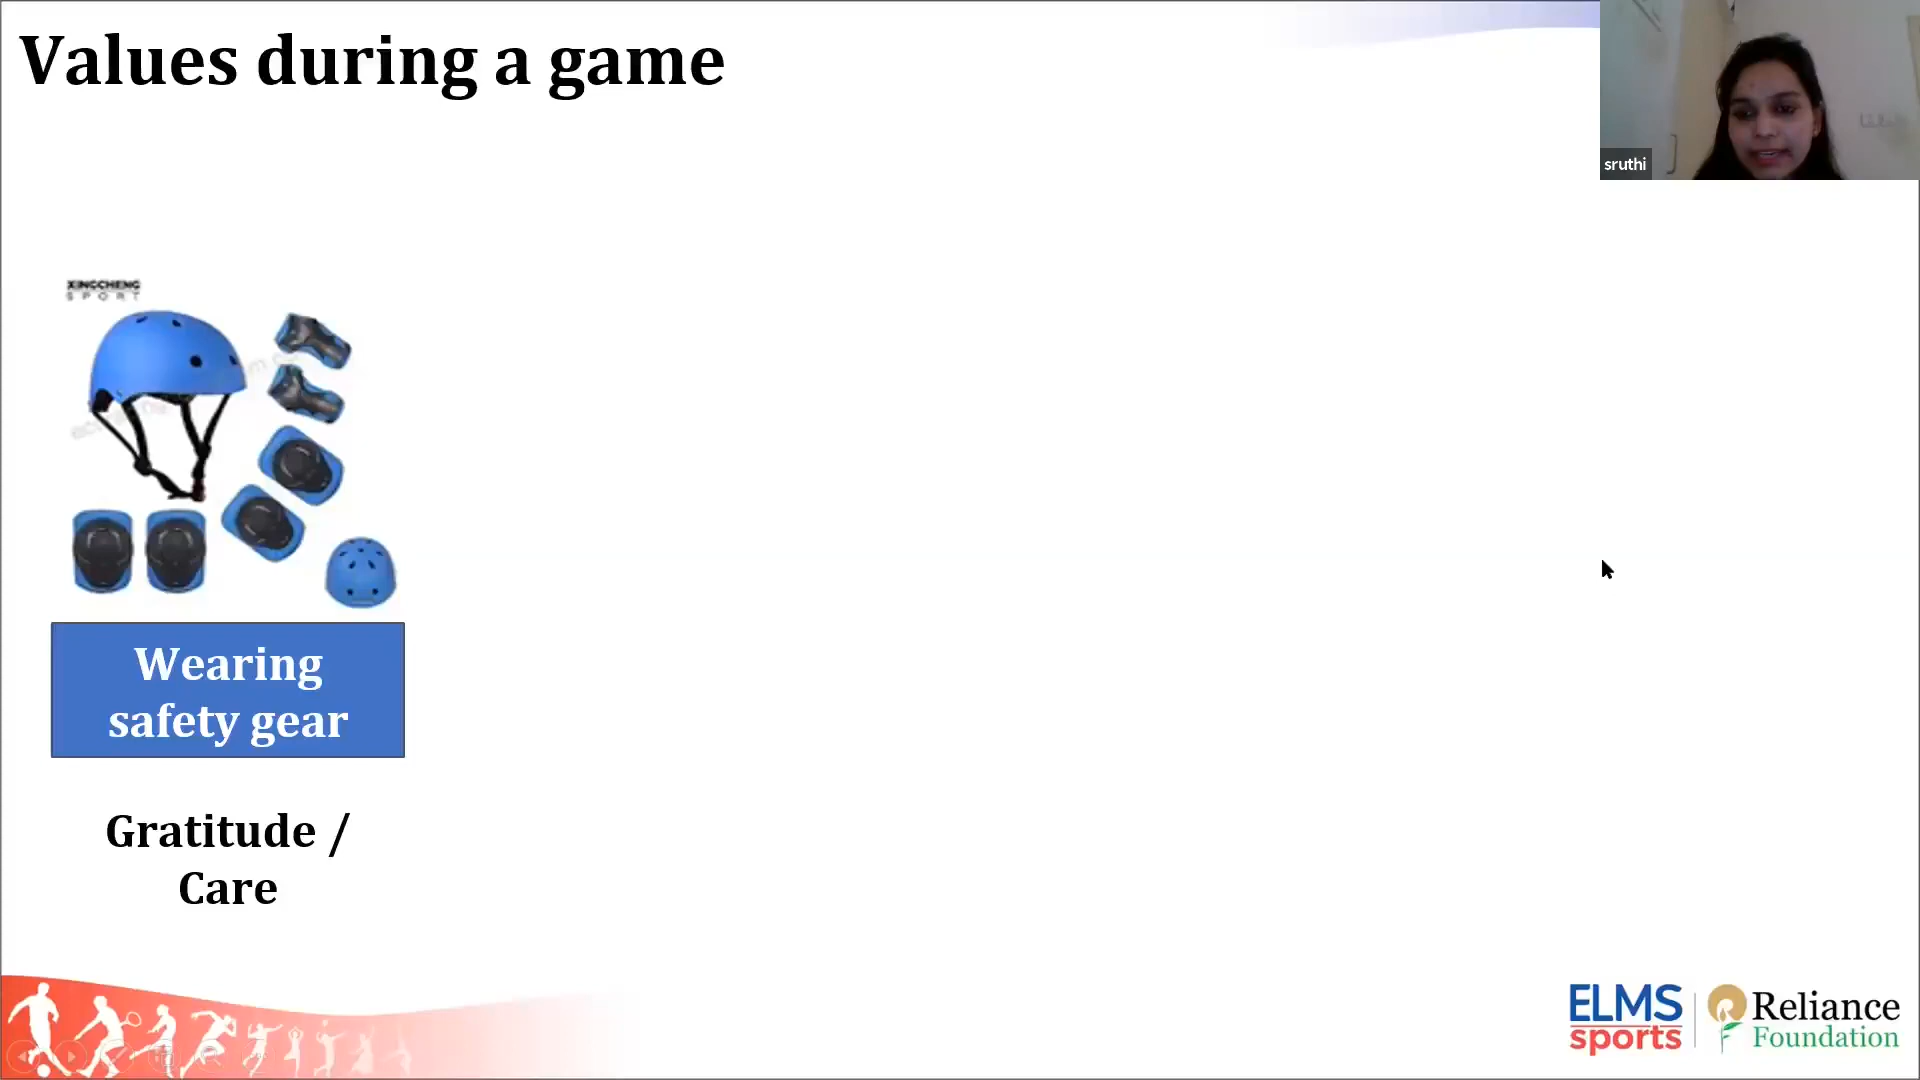 Values during a game
sruthi
XINGCHENG
SPORT
Wearing
safety gear
Gratitude /
Care
ELMS
sports
Reliance
Foundation